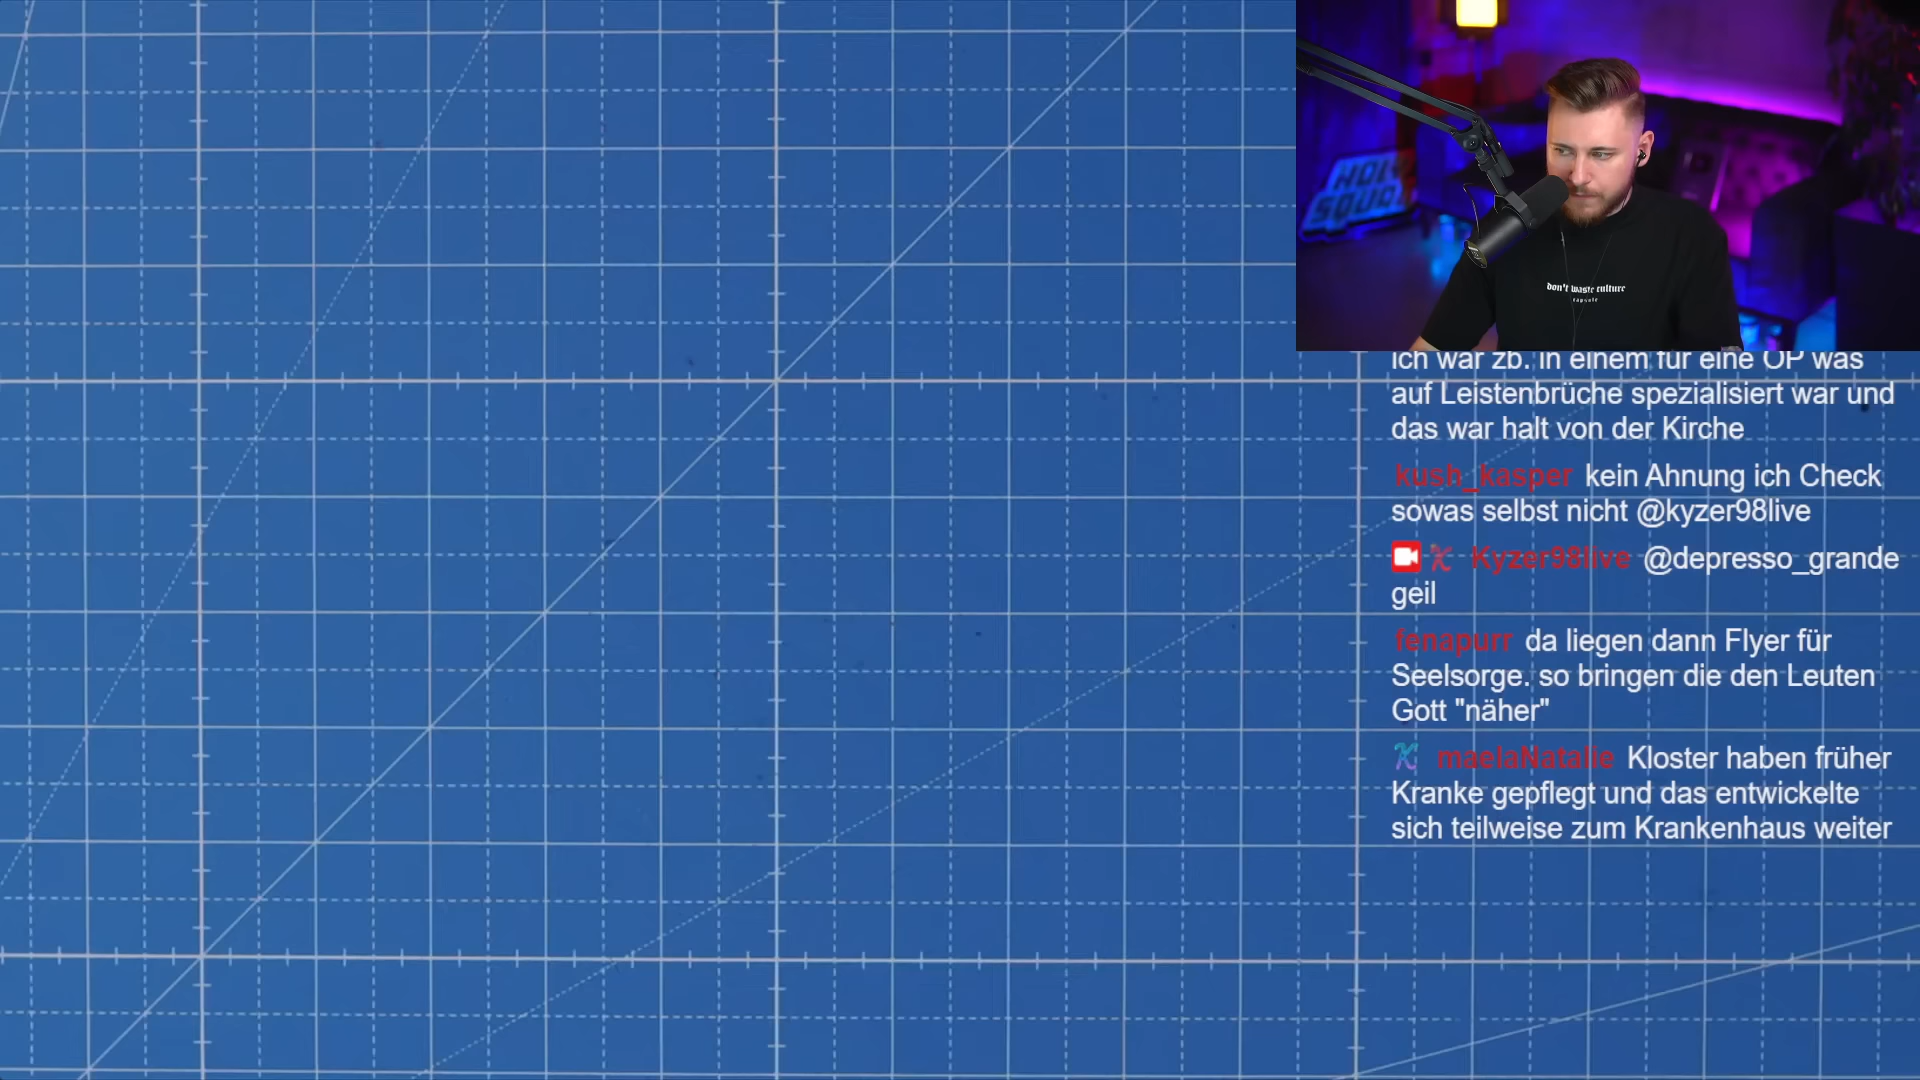 HOLY
SQUAD
don't waste culture
capsule
ich war zb. in einem für eine OP was
auf Leistenbrüche spezialisiert war und
das war halt von der Kirche
kush_kasper kein Ahnung ich Check
sowas selbst nicht @kyzer98live
Kyzer98live @depresso_grande
geil
fenapurr da liegen dann Flyer für
Seelsorge. so bringen die den Leuten
Gott "näher"
maelaNatalie Kloster haben früher
Kranke gepflegt und das entwickelte
sich teilweise zum Krankenhaus weiter